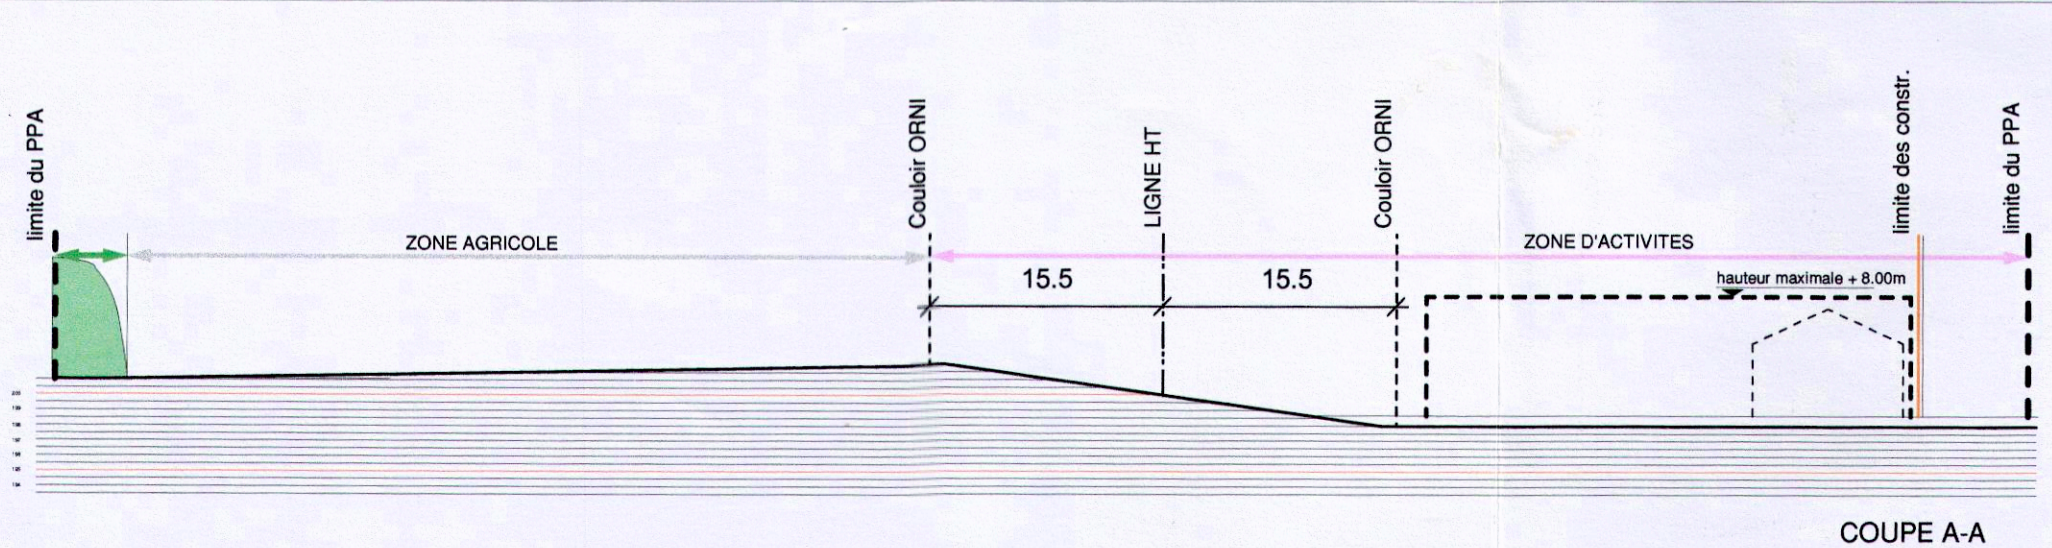 limite du PPA
ZONE AGRICOLE
Couloir ORNI
LIGNE HT
Couloir ORNI
15.5
15.5
ZONE D'ACTIVITES
limite des constr.
limite du PPA
hauteur maximale + 8.00m
COUPE A-A